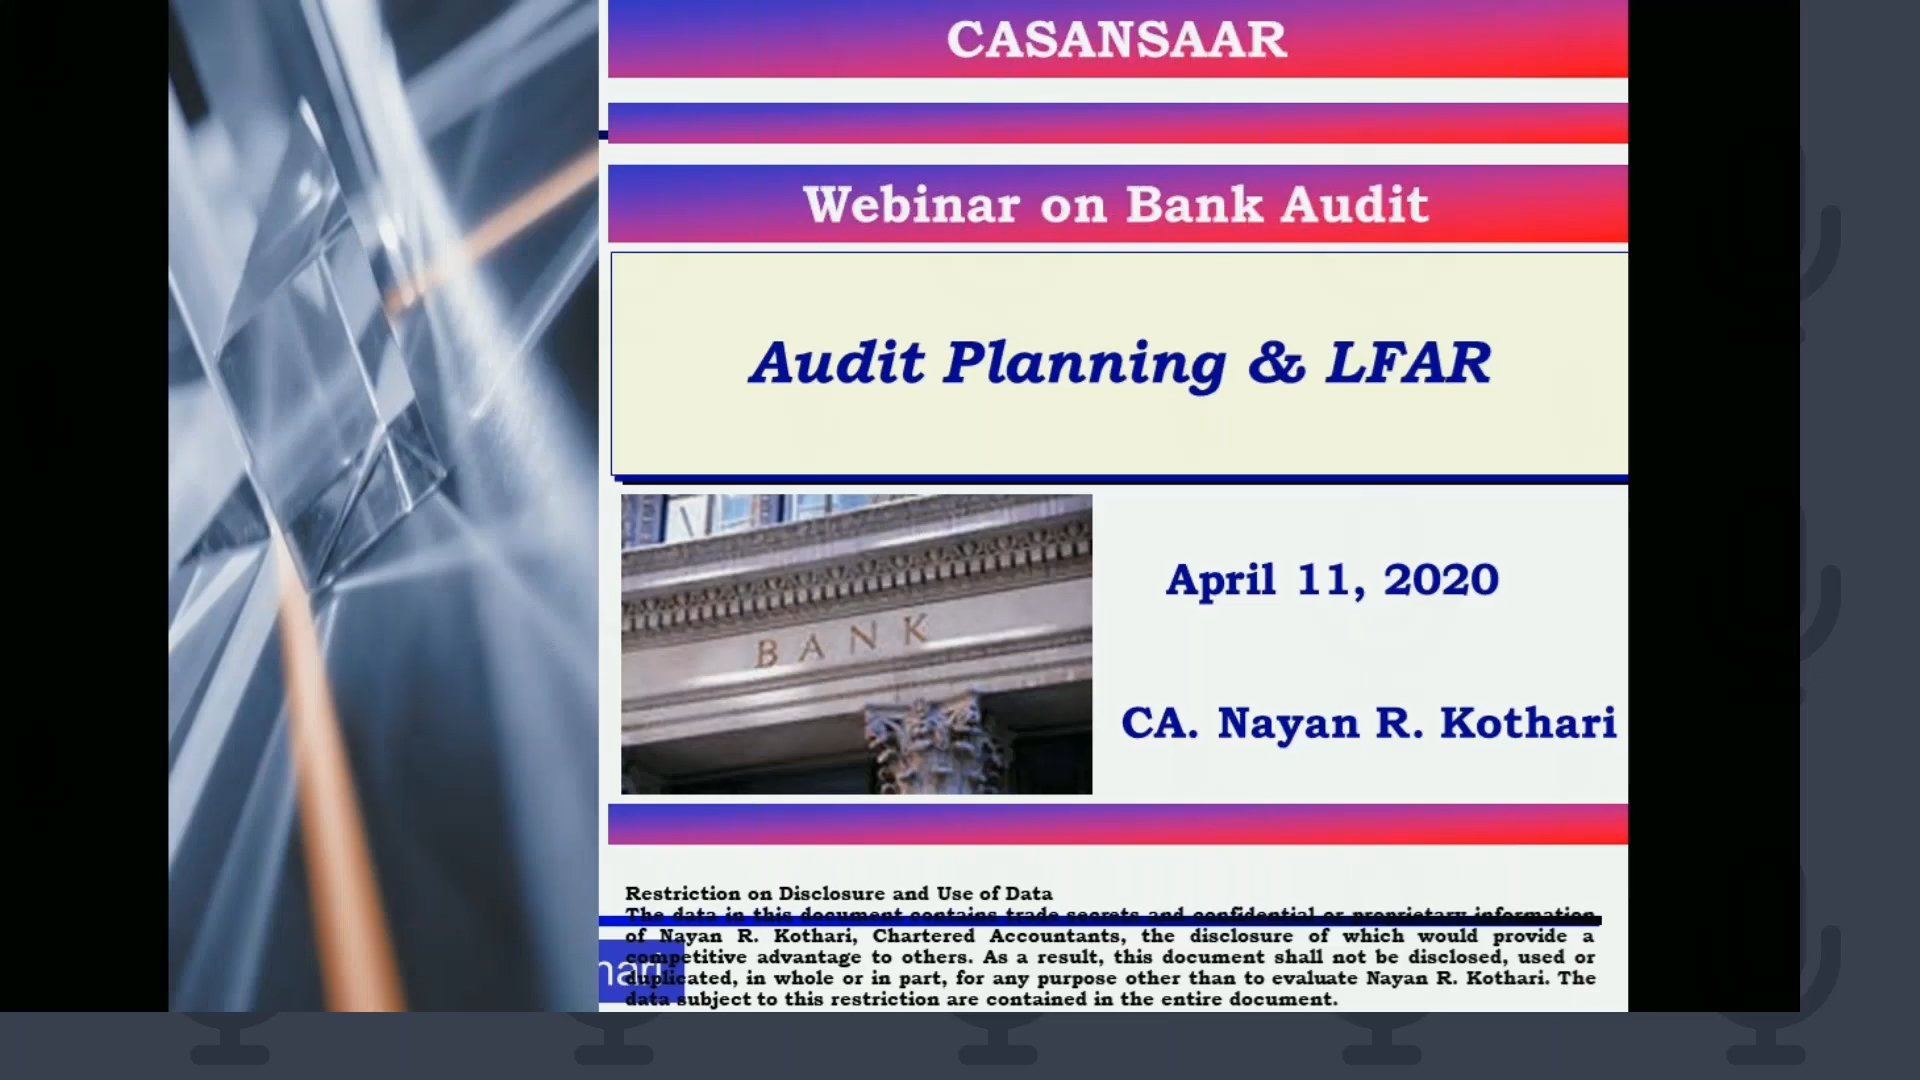 CASANSAAR
Webinar on Bank Audit
Audit Planning & LFAR
BANK
April 11, 2020
CA. Nayan R. Kothari
Restriction on Disclosure and Use of Data
The data in this document contains trade secrets and confidential or proprietary information
of Nayan R. Kothari, Chartered Accountants, the disclosure of which would provide a
competitive advantage to others. As a result, this document shall not be disclosed, used or
duplicated, in whole or in part, for any purpose other than to evaluate Nayan R. Kothari. The
data subject to this restriction are contained in the entire document.